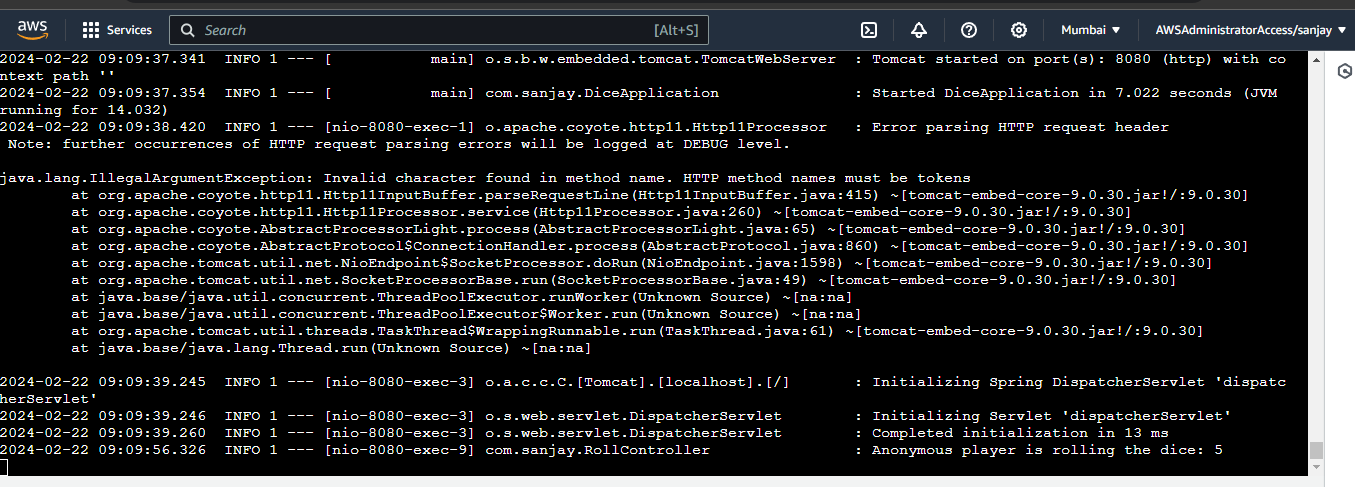 aws Services Search [Alt+S] Mumbai ▼ AWSAdministratorAccess/sanjay ▼
2024-02-22 09:09:37.341  INFO 1 --- [           main] o.s.b.w.embedded.tomcat.TomcatWebServer  : Tomcat started on port(s): 8080 (http) with co
ntext path ''
2024-02-22 09:09:37.354  INFO 1 --- [           main] com.sanjay.DiceApplication               : Started DiceApplication in 7.022 seconds (JVM
running for 14.032)
2024-02-22 09:09:38.420  INFO 1 --- [nio-8080-exec-1] o.apache.coyote.http11.Http11Processor   : Error parsing HTTP request header
 Note: further occurrences of HTTP request parsing errors will be logged at DEBUG level.
java.lang.IllegalArgumentException: Invalid character found in method name. HTTP method names must be tokens
        at org.apache.coyote.http11.Http11InputBuffer.parseRequestLine(Http11InputBuffer.java:415) ~[tomcat-embed-core-9.0.30.jar!/:9.0.30]
        at org.apache.coyote.http11.Http11Processor.service(Http11Processor.java:260) ~[tomcat-embed-core-9.0.30.jar!/:9.0.30]
        at org.apache.coyote.AbstractProcessorLight.process(AbstractProcessorLight.java:65) ~[tomcat-embed-core-9.0.30.jar!/:9.0.30]
        at org.apache.coyote.AbstractProtocol$ConnectionHandler.process(AbstractProtocol.java:860) ~[tomcat-embed-core-9.0.30.jar!/:9.0.30]
        at org.apache.tomcat.util.net.NioEndpoint$SocketProcessor.doRun(NioEndpoint.java:1598) ~[tomcat-embed-core-9.0.30.jar!/:9.0.30]
        at org.apache.tomcat.util.net.SocketProcessorBase.run(SocketProcessorBase.java:49) ~[tomcat-embed-core-9.0.30.jar!/:9.0.30]
        at java.base/java.util.concurrent.ThreadPoolExecutor.runWorker(Unknown Source) ~[na:na]
        at java.base/java.util.concurrent.ThreadPoolExecutor$Worker.run(Unknown Source) ~[na:na]
        at org.apache.tomcat.util.threads.TaskThread$WrappingRunnable.run(TaskThread.java:61) ~[tomcat-embed-core-9.0.30.jar!/:9.0.30]
        at java.base/java.lang.Thread.run(Unknown Source) ~[na:na]
2024-02-22 09:09:39.245  INFO 1 --- [nio-8080-exec-3] o.a.c.c.C.[Tomcat].[localhost].[/]       : Initializing Spring DispatcherServlet 'dispatc
herServlet'
2024-02-22 09:09:39.246  INFO 1 --- [nio-8080-exec-3] o.s.web.servlet.DispatcherServlet        : Initializing Servlet 'dispatcherServlet'
2024-02-22 09:09:39.260  INFO 1 --- [nio-8080-exec-3] o.s.web.servlet.DispatcherServlet        : Completed initialization in 13 ms
2024-02-22 09:09:56.326  INFO 1 --- [nio-8080-exec-9] com.sanjay.RollController                : Anonymous player is rolling the dice: 5